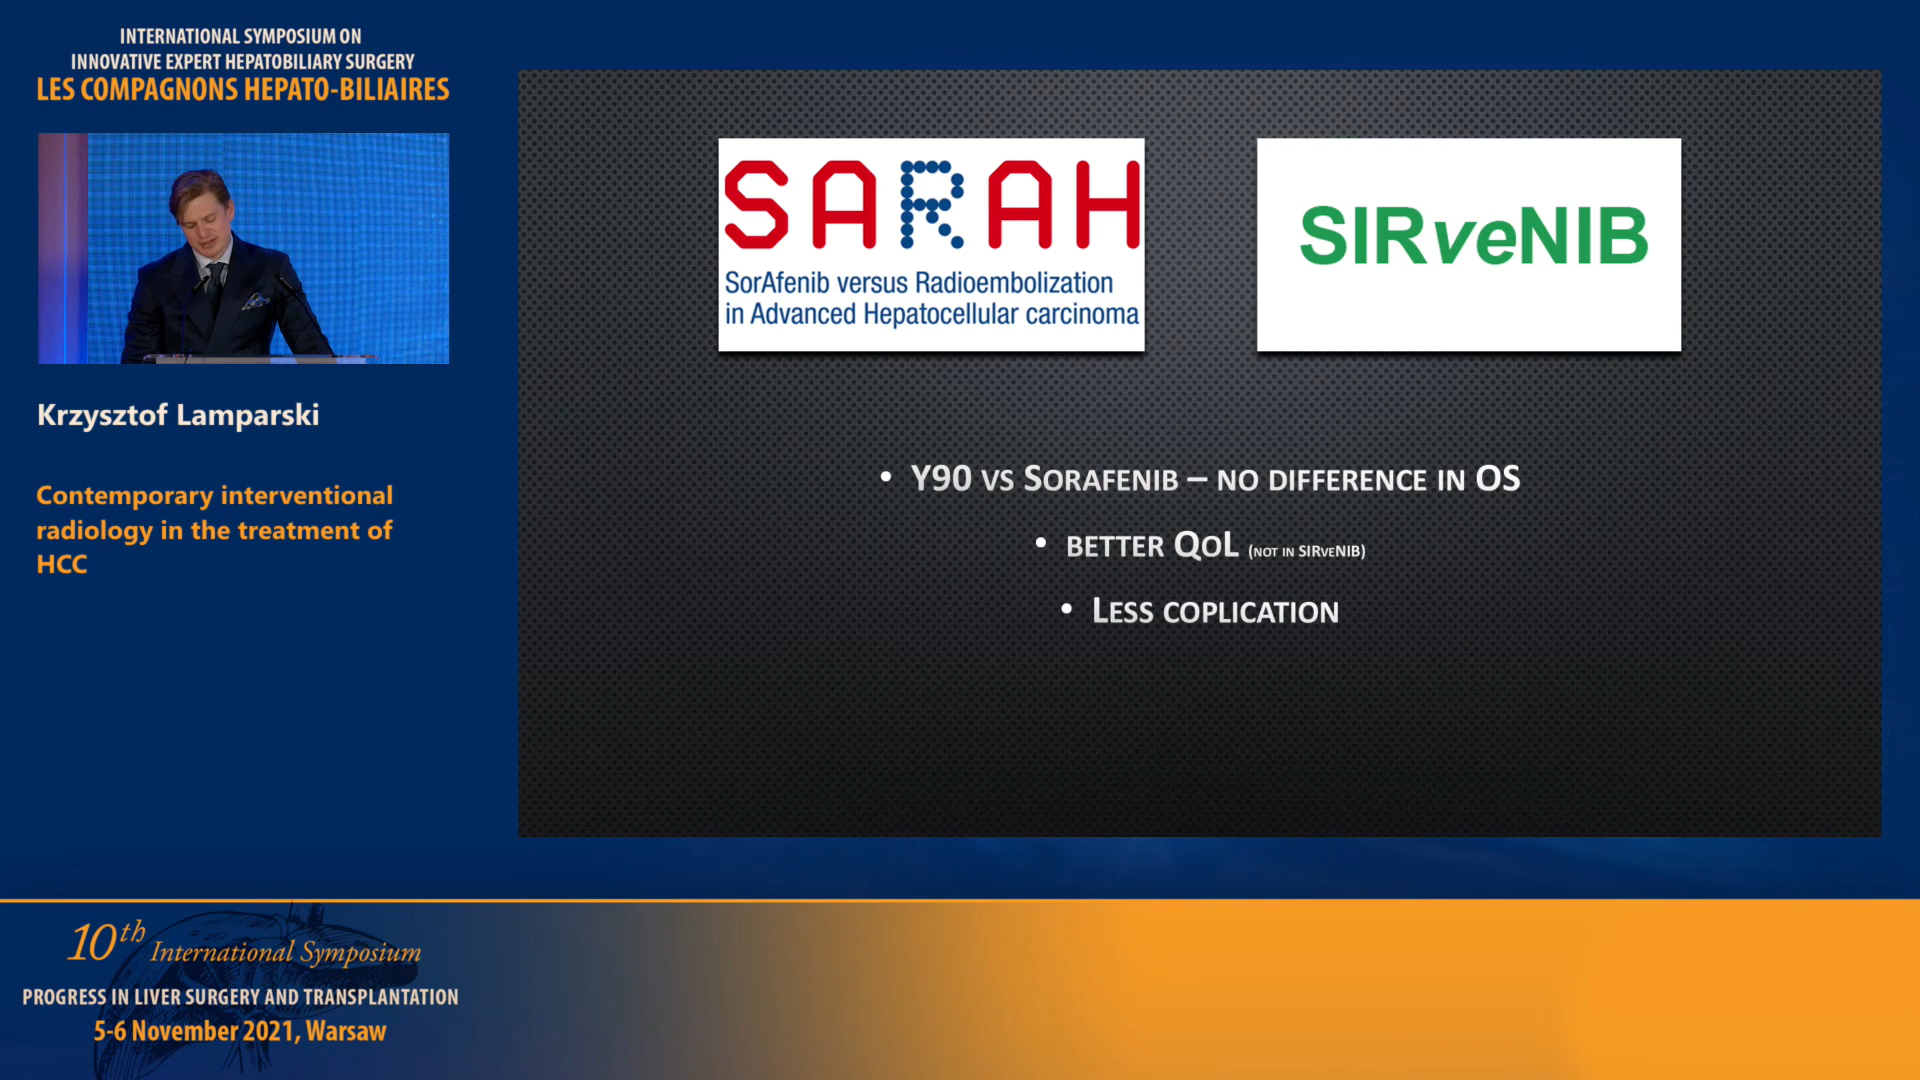 INTERNATIONAL SYMPOSIUM ON
INNOVATIVE EXPERT HEPATOBILIARY SURGERY
LES COMPAGNONS HEPATO-BILIAIRES
Krzysztof Lamparski
Contemporary interventional
radiology in the treatment of
HCC
SARAH
SorAfenib versus Radioembolization
in Advanced Hepatocellular carcinoma
SIRveNIB
• Y90 vs Sorafenib – no difference in OS
• better QoL (not in SIRveNIB)
• Less coplication
10th International Symposium
PROGRESS IN LIVER SURGERY AND TRANSPLANTATION
5-6 November 2021, Warsaw